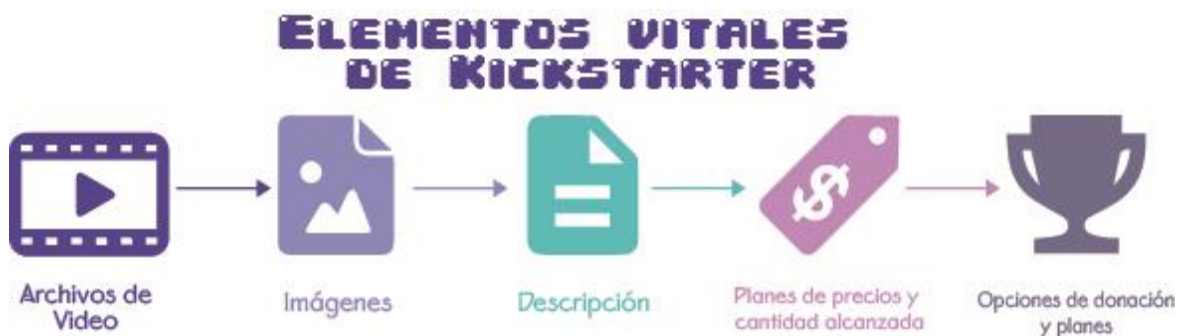 Elementos vitales
de Kickstarter
Archivos de
Video
Imágenes
Descripción
Planes de precios y
cantidad alcanzada
Opciones de donación
y planes
$